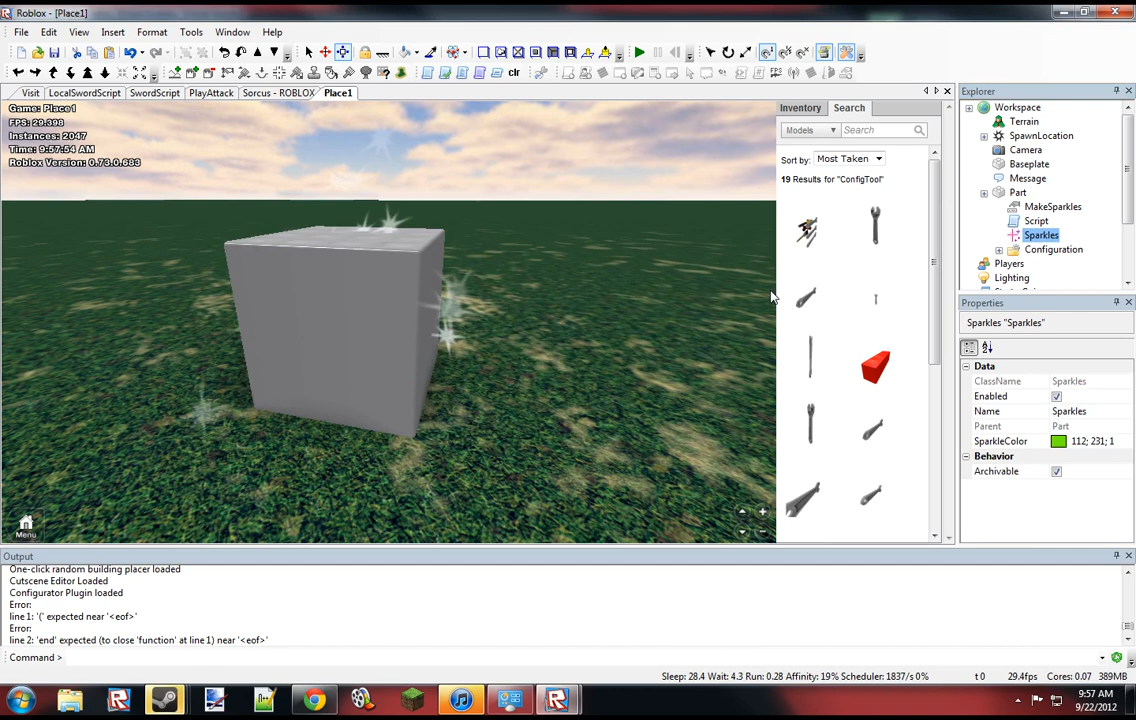 Roblox - [Place1]
File Edit View Insert Format Tools Window Help
clr
FPS
Visit LocalSwordScript SwordScript PlayAttack Sorcus - ROBLOX Place1
Game: Place1
FPS: 29.398
Instances: 2047
Time: 9:57:54 AM
Roblox Version: 0.73.0.683
Menu
Inventory Search
Models Search
Sort by: Most Taken
19 Results for "ConfigTool"
Explorer
Workspace
Terrain
SpawnLocation
Camera
Baseplate
Message
Part
MakeSparkles
Script
Sparkles
Configuration
Players
Lighting
Properties
Sparkles "Sparkles"
Data
ClassName Sparkles
Enabled
Name Sparkles
Parent Part
SparkleColor 112; 231; 1
Behavior
Archivable
Output
One-click random building placer loaded
Cutscene Editor Loaded
Configurator Plugin loaded
Error:
line 1: '(' expected near '<eof>'
Error:
line 2: 'end' expected (to close 'function' at line 1) near '<eof>'
Command >
Sleep: 28.4 Wait: 4.3 Run: 0.28 Affinity: 19% Scheduler: 1837/s 0% t 0 29.4fps Cores: 0.07 389MB
9:57 AM
9/22/2012